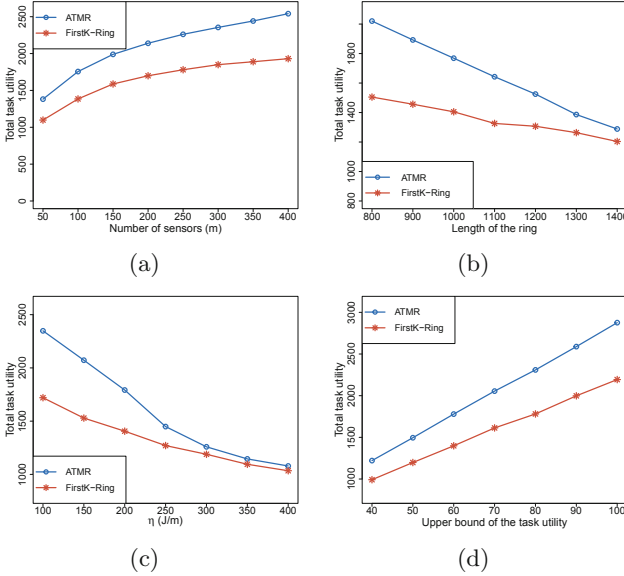 ATMR
FirstK-Ring
Total task utility
0 500 1000 1500 2000 2500
50 100 150 200 250 300 350 400
Number of sensors (m)
(a)
Total task utility
800 1000 1400 1800
ATMR
FirstK-Ring
800 900 1000 1100 1200 1300 1400
Length of the ring
(b)
Total task utility
1000 1500 2500
ATMR
FirstK-Ring
100 150 200 250 300 350 400
η (J/m)
(c)
ATMR
FirstK-Ring
Total task utility
1000 1500 2000 2500 3000
40 50 60 70 80 90 100
Upper bound of the task utility
(d)